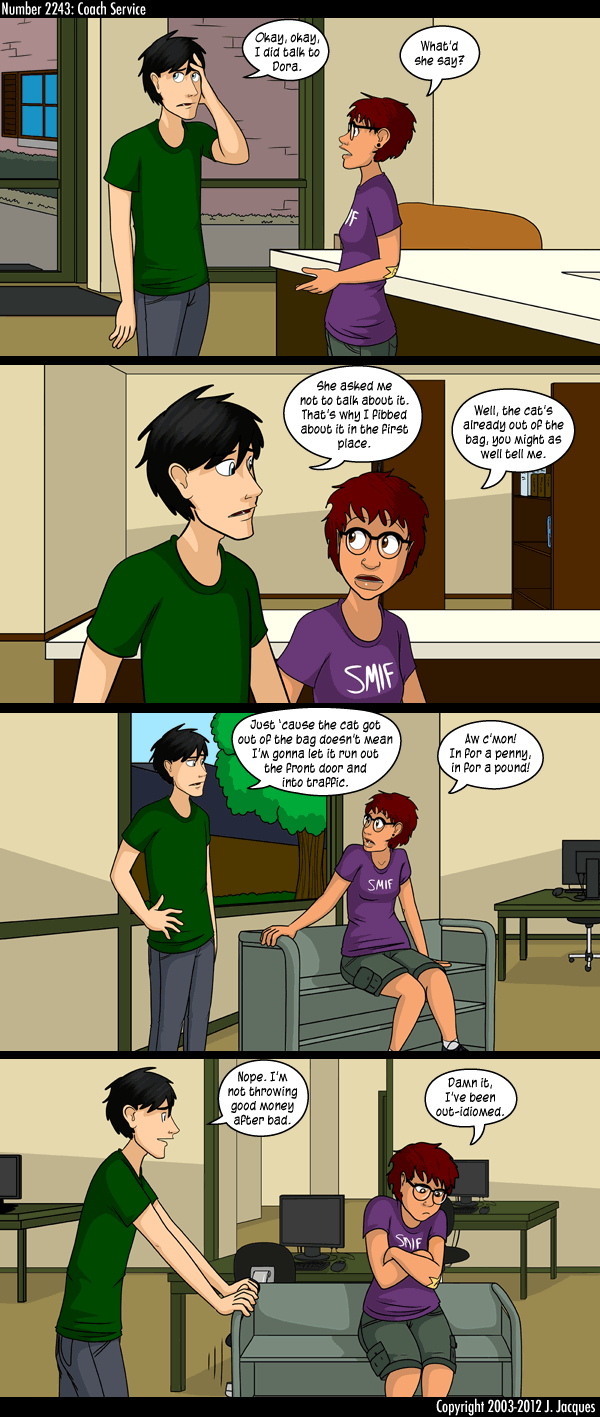 Number 2243: Coach Service
Okay, okay,
I did talk to
Dora.
What'd
she say?
MIF
She asked me
not to talk about it.
That's why I fibbed
about it in the first
place.
Well, the cat's
already out of the
bag, you might as
well tell me.
SMIF
Just 'cause the cat got
out of the bag doesn't mean
I'm gonna let it run out
the front door and
into traffic.
Aw c'mon!
In for a penny,
in for a pound!
SMIF
Nope. I'm
not throwing
good money
after bad.
Damn it,
I've been
out-idiomed.
SMIF
Copyright 2003-2012 J. Jacques